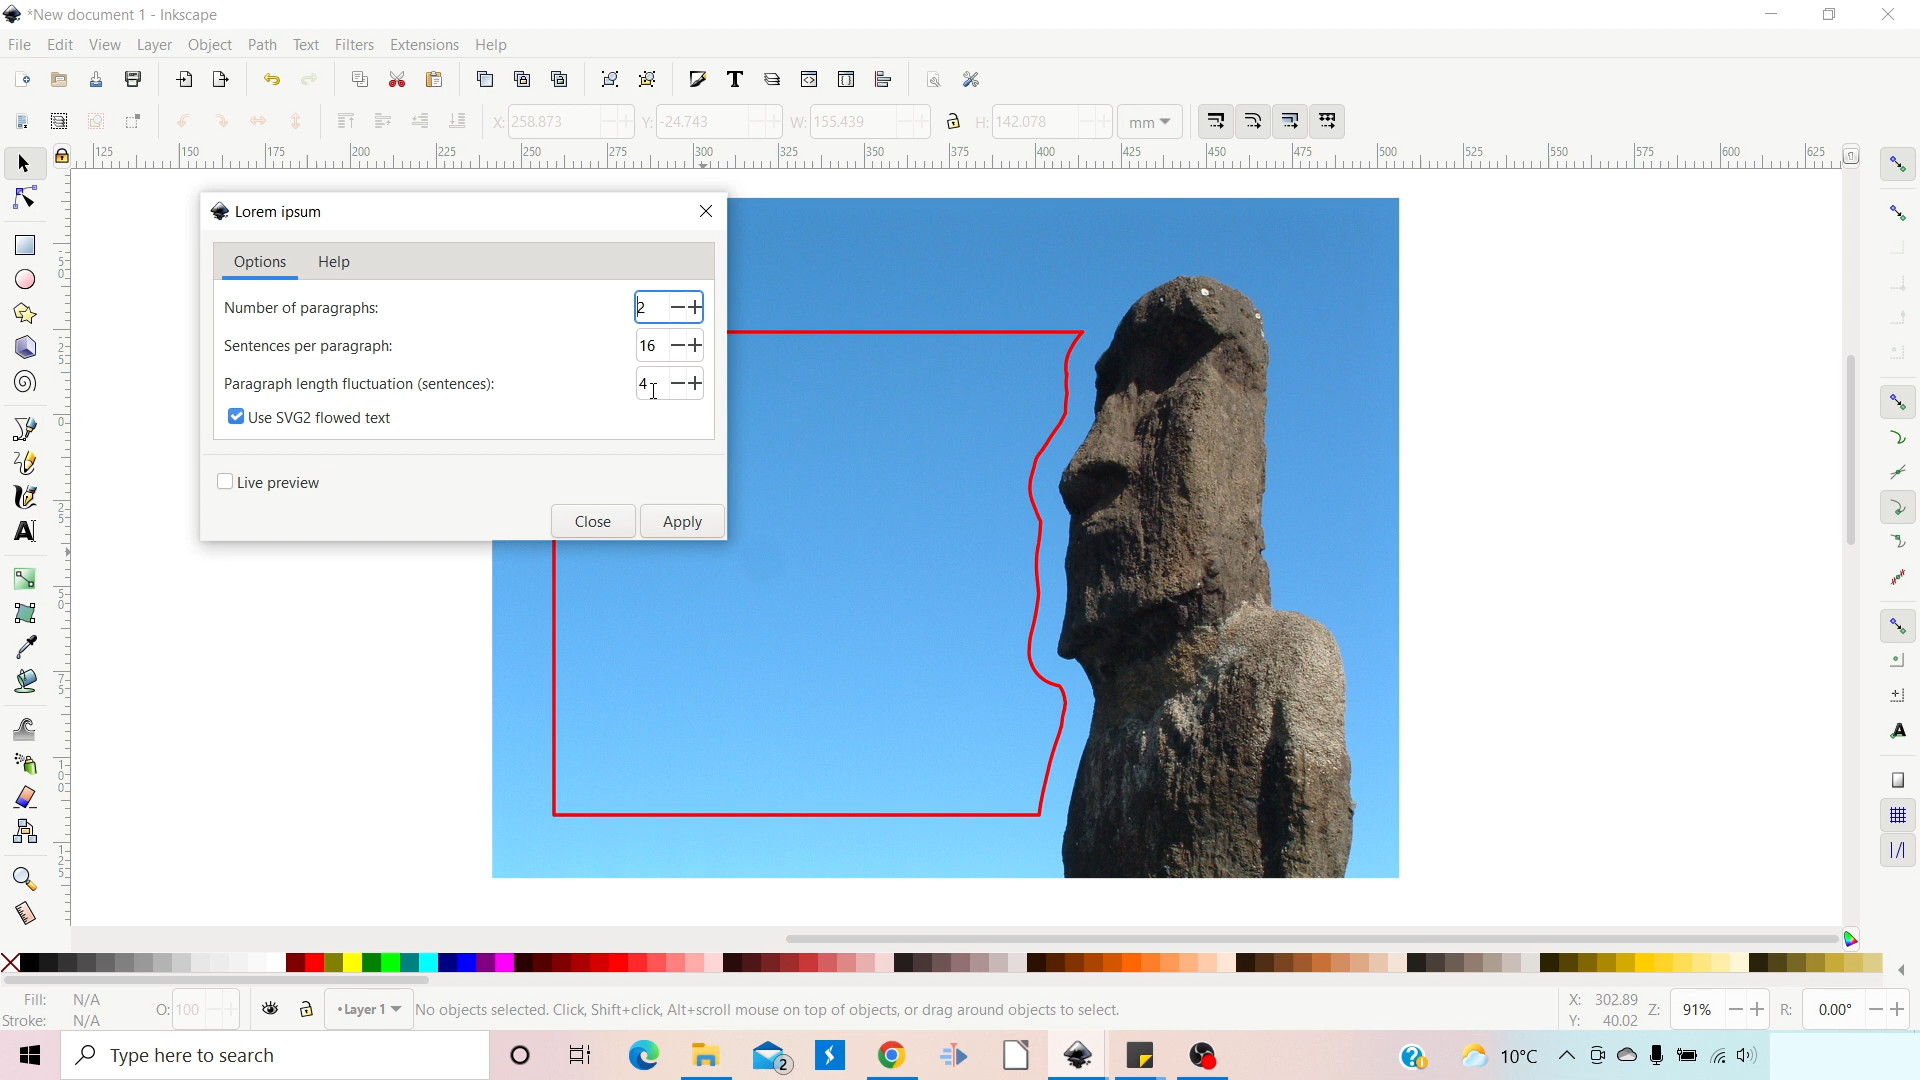 *New document 1 - Inkscape
File Edit View Layer Object Path Text Filters Extensions Help
X: 258.873 Y: -24.743 W: 155.439 H: 142.078 mm
125 150 175 200 225 250 275 300 325 350 375 400 425 450 475 500 525 550 575 600 625
Lorem ipsum
Options Help
Number of paragraphs: 2
Sentences per paragraph: 16
Paragraph length fluctuation (sentences): 4
Use SVG2 flowed text
Live preview
Close Apply
Fill: N/A
Stroke: N/A
O: 100
•Layer 1
No objects selected. Click, Shift+click, Alt+scroll mouse on top of objects, or drag around objects to select.
X: 302.89
Y: 40.02
Z: 91%
R: 0.00°
Type here to search
2
10°C